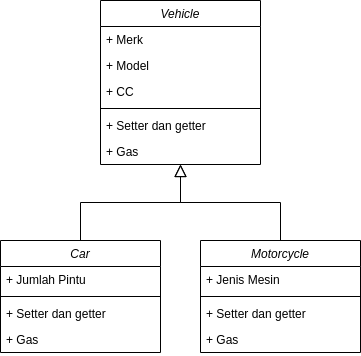 Vehicle
+ Merk
+ Model
+ CC
+ Setter dan getter
+ Gas
Car
+ Jumlah Pintu
+ Setter dan getter
+ Gas
Motorcycle
+ Jenis Mesin
+ Setter dan getter
+ Gas